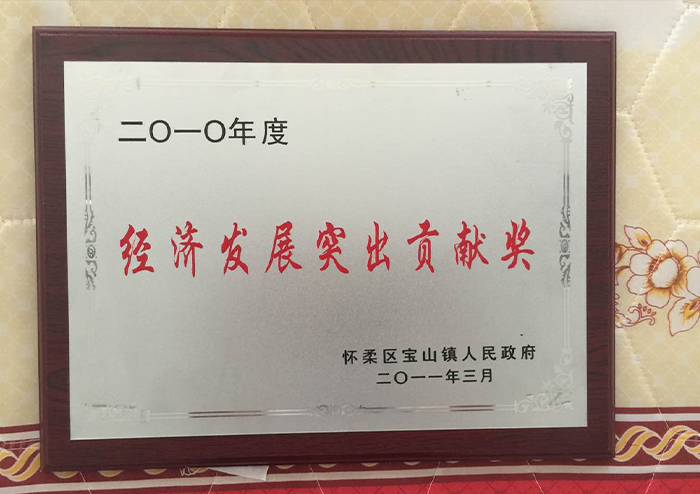 二〇一〇年度
经济发展突出贡献奖
怀柔区宝山镇人民政府
二〇一一年三月